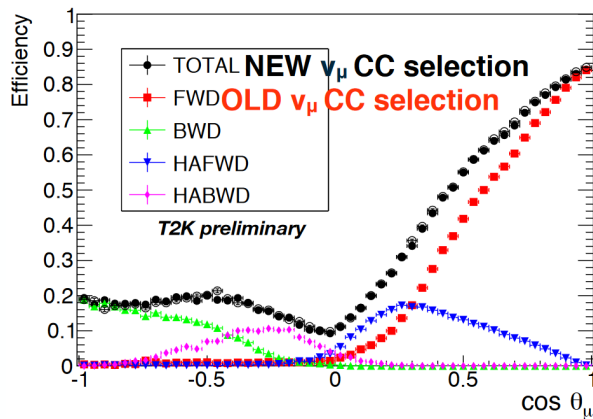 1
0.9
0.8
0.7
0.6
0.5
0.4
0.3
0.2
0.1
0
Efficiency
TOTAL NEW νμ CC selection
FWD OLD νμ CC selection
BWD
HAFWD
HABWD
T2K preliminary
-1 -0.5 0 0.5 1
cos θμ